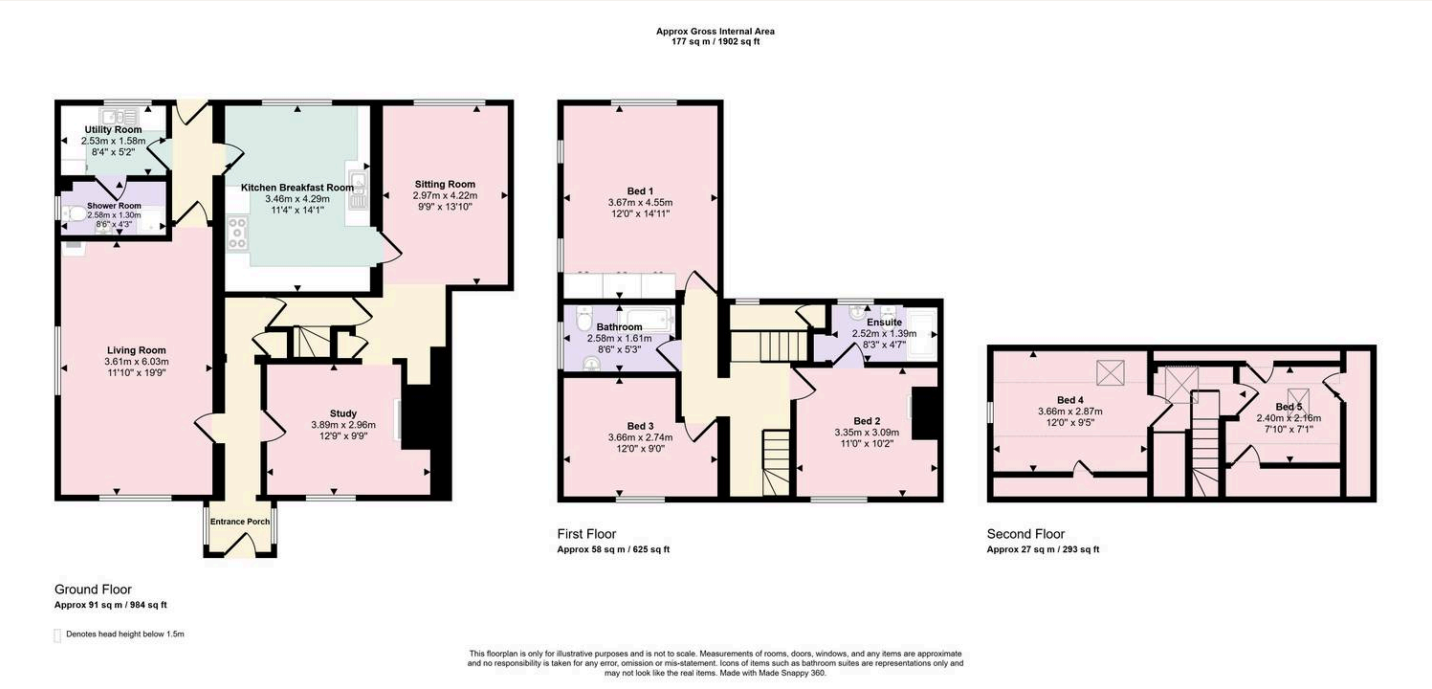 Approx Gross Internal Area
177 sq m / 1902 sq ft
Utility Room
2.53m x 1.58m
8'4" x 5'2"
Shower Room
2.58m x 1.30m
8'6" x 4'3"
Kitchen Breakfast Room
3.46m x 4.29m
11'4" x 14'1"
Sitting Room
2.97m x 4.22m
9'9" x 13'10"
Living Room
3.61m x 6.03m
11'10" x 19'9"
Study
3.89m x 2.96m
12'9" x 9'9"
Entrance Porch
Ground Floor
Approx 91 sq m / 984 sq ft
Denotes head height below 1.5m
Bed 1
3.67m x 4.55m
12'0" x 14'11"
Bathroom
2.58m x 1.61m
8'6" x 5'3"
Ensuite
2.52m x 1.39m
8'3" x 4'7"
Bed 3
3.66m x 2.74m
12'0" x 9'0"
Bed 2
3.35m x 3.09m
11'0" x 10'2"
First Floor
Approx 58 sq m / 625 sq ft
Bed 4
3.66m x 2.87m
12'0" x 9'5"
Bed 5
2.40m x 2.16m
7'10" x 7'1"
Second Floor
Approx 27 sq m / 293 sq ft
This floorplan is only for illustrative purposes and is not to scale. Measurements of rooms, doors, windows, and any items are approximate
and no responsibility is taken for any error, omission or mis-statement. Icons of items such as bathroom suites are representations only and
may not look like the real items. Made with Made Snappy 360.